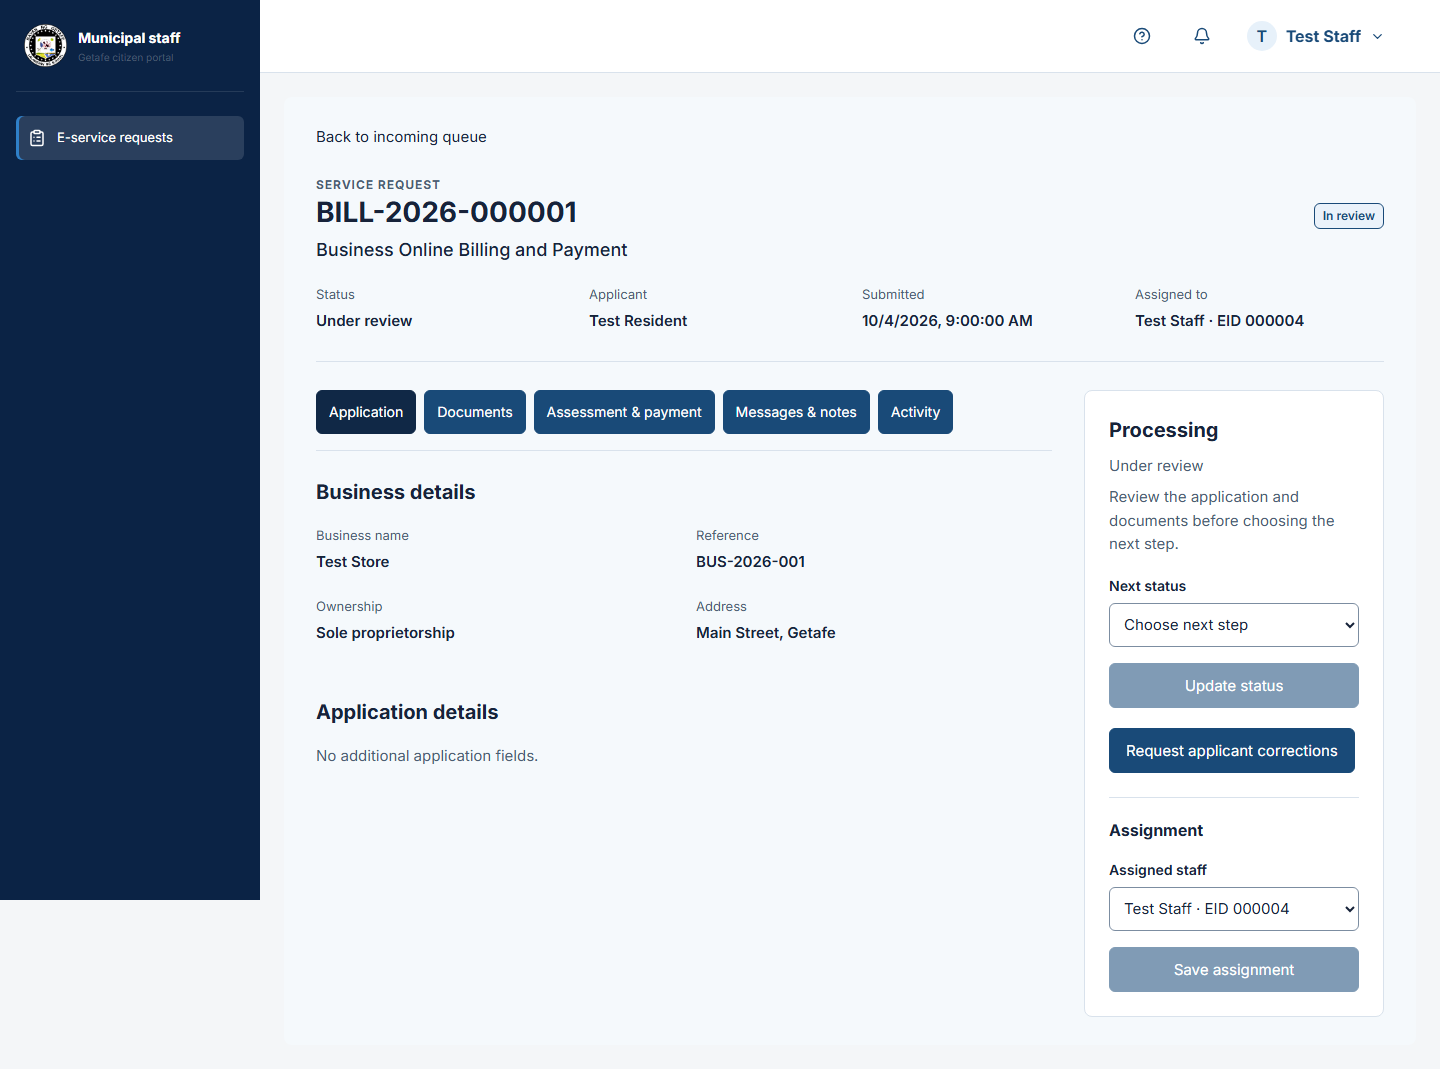 Municipal staff
Getafe citizen portal
E-service requests
T Test Staff
Back to incoming queue
SERVICE REQUEST
BILL-2026-000001
In review
Business Online Billing and Payment
Status Applicant Submitted Assigned to
Under review Test Resident 10/4/2026, 9:00:00 AM Test Staff · EID 000004
Application Documents Assessment & payment Messages & notes Activity
Business details
Business name Reference
Test Store BUS-2026-001
Ownership Address
Sole proprietorship Main Street, Getafe
Application details
No additional application fields.
Processing
Under review
Review the application and
documents before choosing the
next step.
Next status
Choose next step
Update status
Request applicant corrections
Assignment
Assigned staff
Test Staff · EID 000004
Save assignment